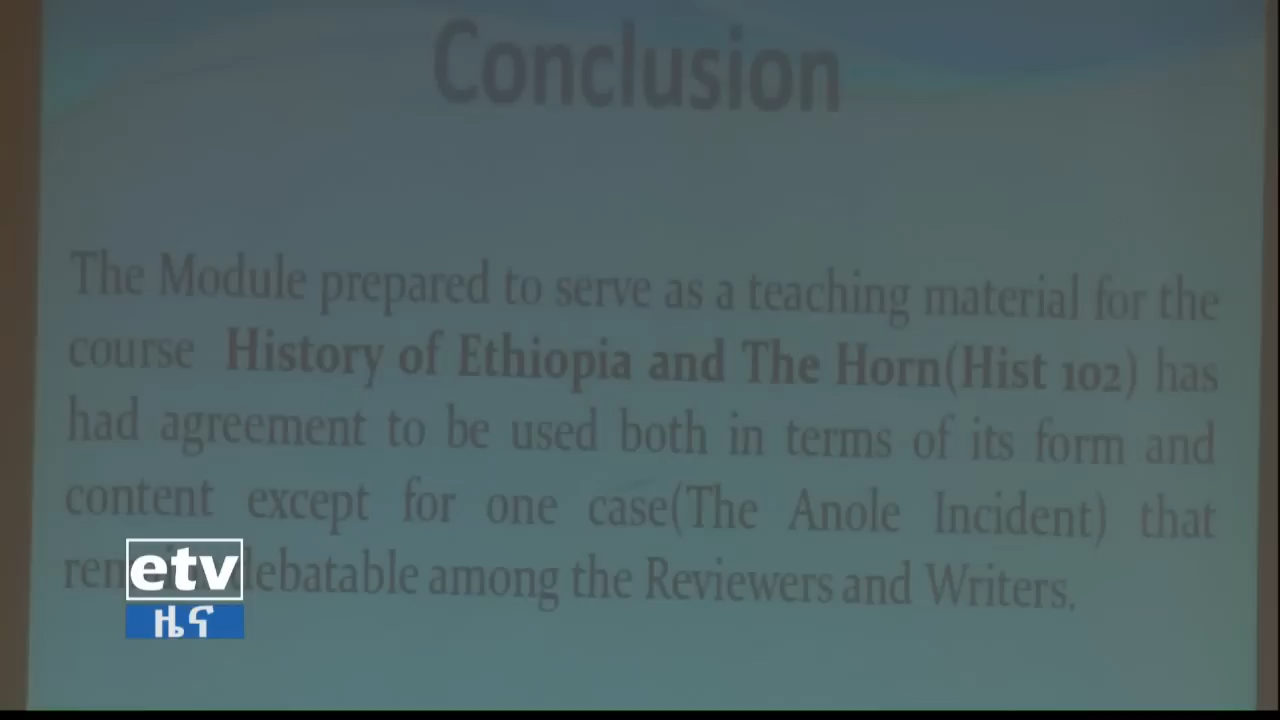 Conclusion
The Module prepared to serve as a teaching material for the
course History of Ethiopia and The Horn(Hist 102) has
had agreement to be used both in terms of its form and
content except for one case(The Anole Incident) that
debatable among the Reviewers and Writers.
etv
ዜና